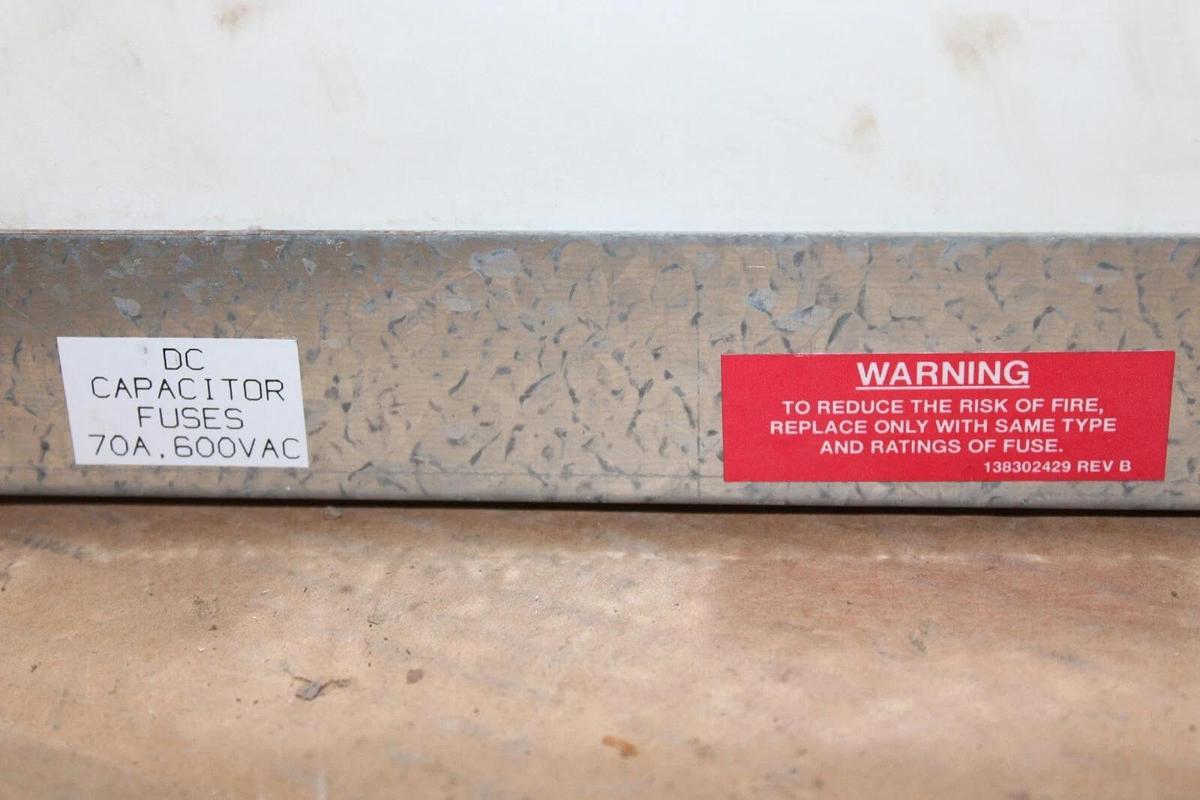 DC
CAPACITOR
FUSES
70A, 600VAC
WARNING
TO REDUCE THE RISK OF FIRE,
REPLACE ONLY WITH SAME TYPE
AND RATINGS OF FUSE.
138302429 REV B